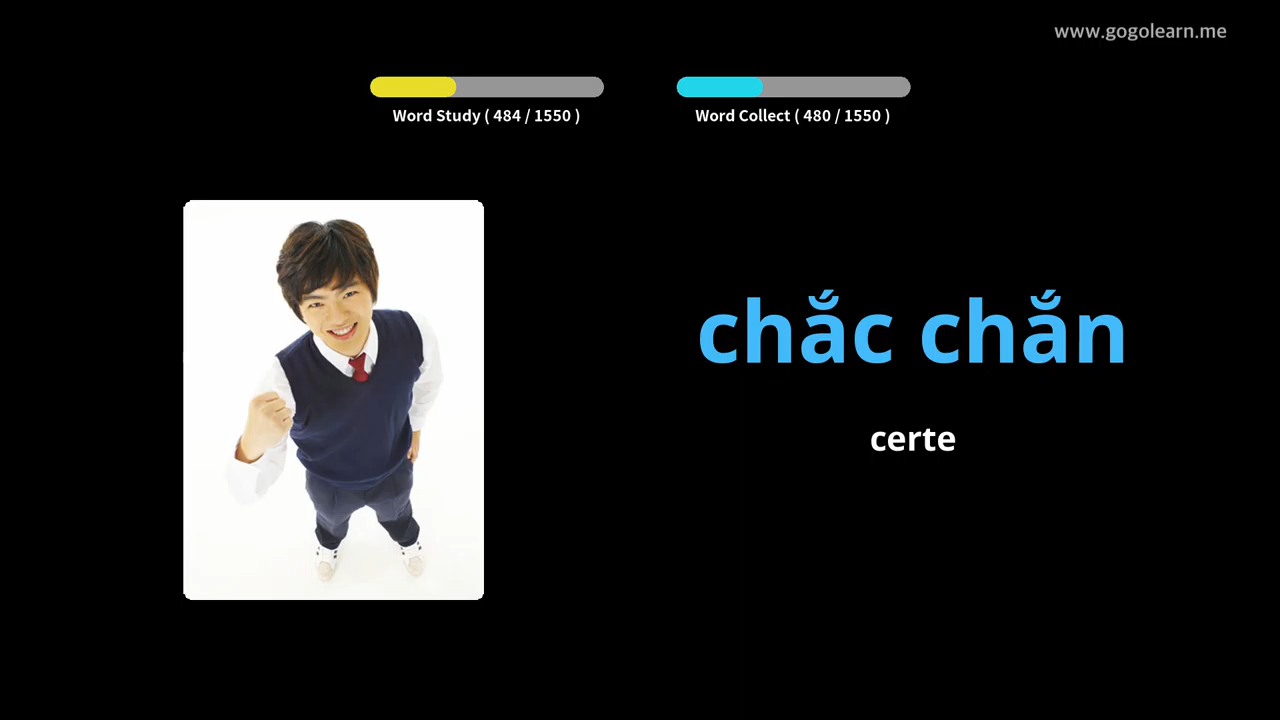 www.gogolearn.me
Word Study ( 484 / 1550 )
Word Collect ( 480 / 1550 )
chắc chắn
certe